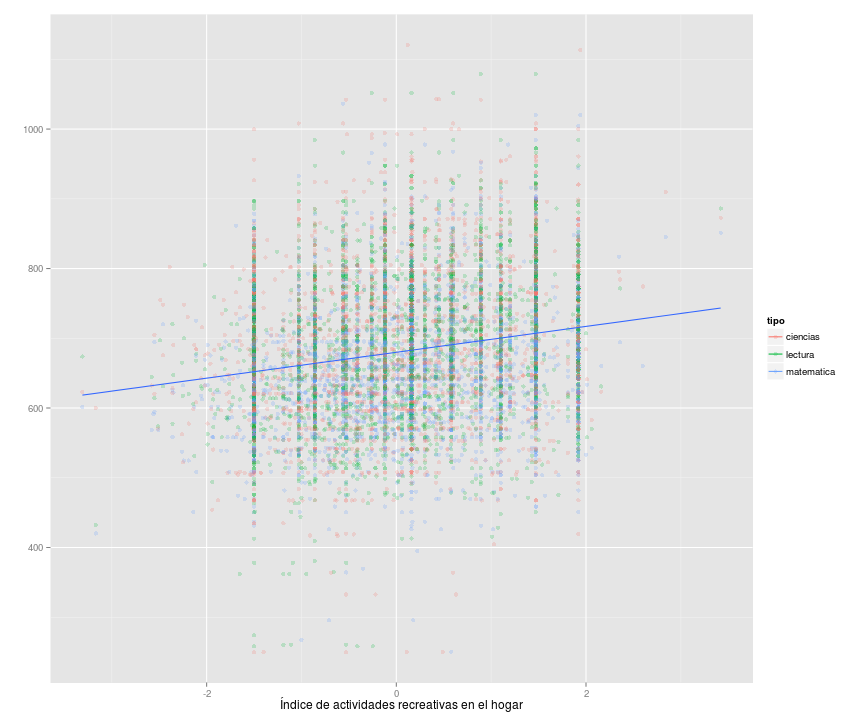 1000
800
600
400
-2
0
2
Índice de actividades recreativas en el hogar
tipo
ciencias
lectura
matematica